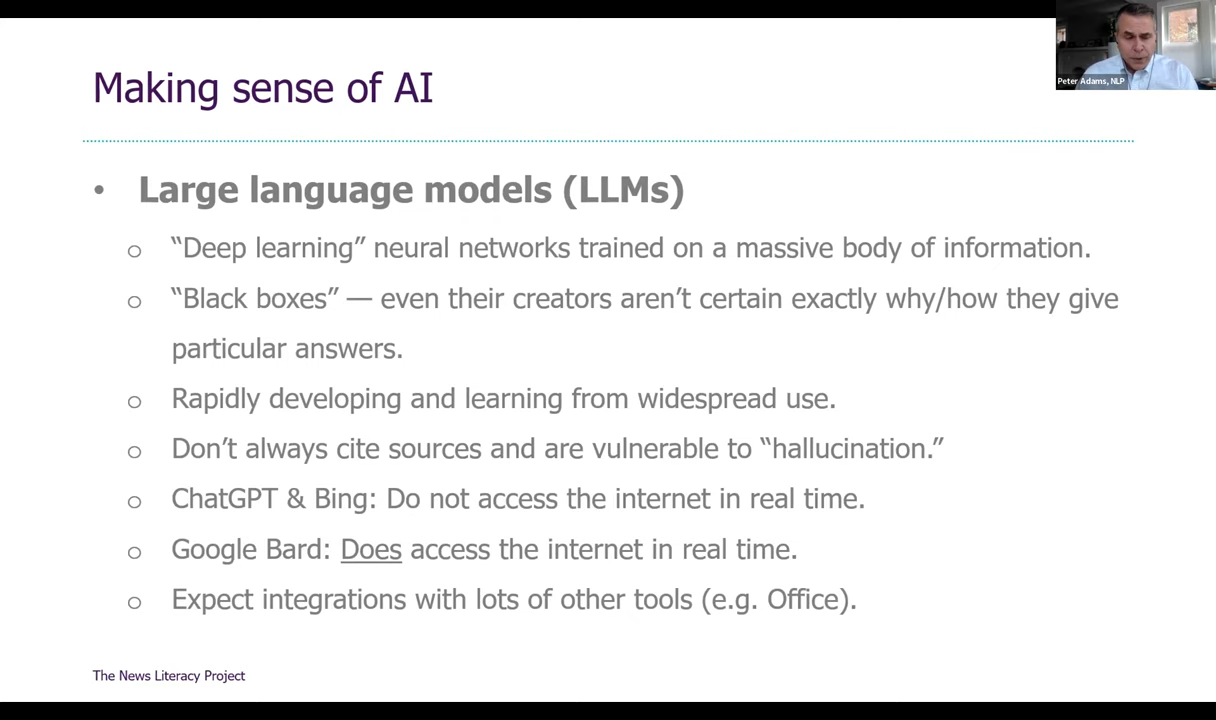 Peter Adams, NLP
Making sense of AI
• Large language models (LLMs)
o “Deep learning” neural networks trained on a massive body of information.
o “Black boxes” — even their creators aren’t certain exactly why/how they give
particular answers.
o Rapidly developing and learning from widespread use.
o Don’t always cite sources and are vulnerable to “hallucination.”
o ChatGPT & Bing: Do not access the internet in real time.
o Google Bard: Does access the internet in real time.
o Expect integrations with lots of other tools (e.g. Office).
The News Literacy Project